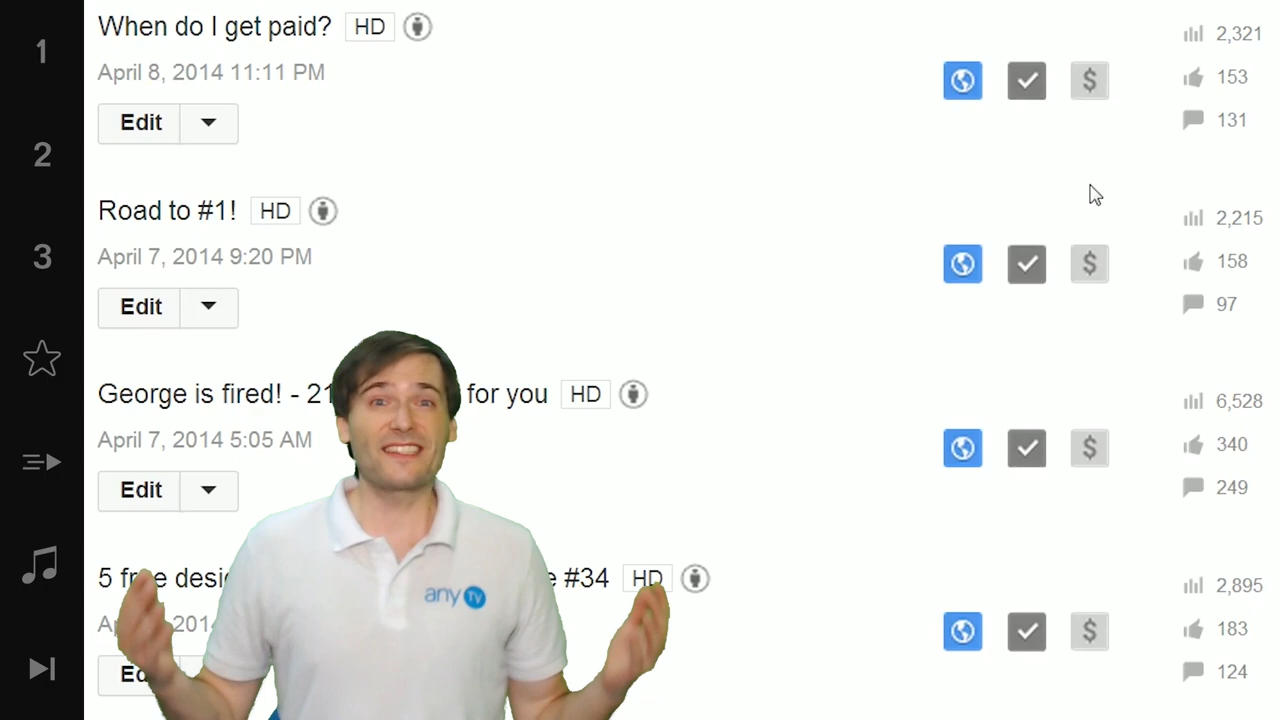 1
When do I get paid? HD
2,321
April 8, 2014 11:11 PM
$
153
Edit
131
2
Road to #1! HD
2,215
April 7, 2014 9:20 PM
3
$
158
Edit
97
George is fired! - 21 for you HD
6,528
April 7, 2014 5:05 AM
$
340
Edit
249
5 free #34 HD
2,895
any TV
$
183
124